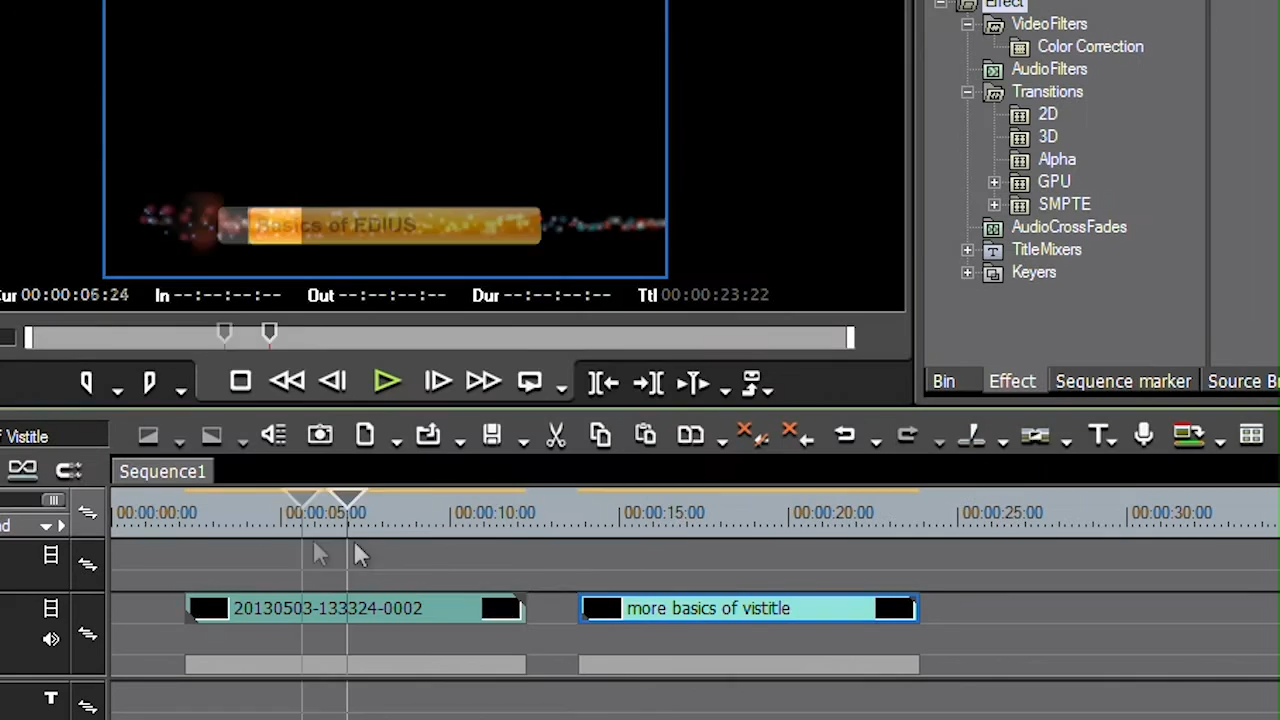 Effect
VideoFilters
Color Correction
AudioFilters
Transitions
2D
3D
Alpha
GPU
SMPTE
AudioCrossFades
TitleMixers
Keyers
Basics of EDIUS
Cur 00:00:06:24 In --:--:--:-- Out --:--:--:-- Dur --:--:--:-- Ttl 00:00:23:22
Bin Effect Sequence marker Source Br
f Vistitle
Sequence1
00:00:00:00 00:00:05:00 00:00:10:00 00:00:15:00 00:00:20:00 00:00:25:00 00:00:30:00
20130503-133324-0002 more basics of vistitle
T